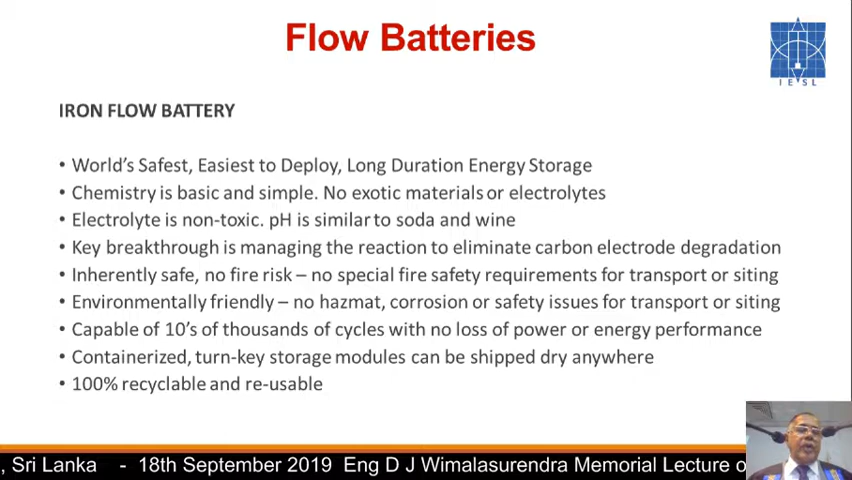 Flow Batteries
IESL
IRON FLOW BATTERY
• World's Safest, Easiest to Deploy, Long Duration Energy Storage
• Chemistry is basic and simple. No exotic materials or electrolytes
• Electrolyte is non-toxic. pH is similar to soda and wine
• Key breakthrough is managing the reaction to eliminate carbon electrode degradation
• Inherently safe, no fire risk – no special fire safety requirements for transport or siting
• Environmentally friendly – no hazmat, corrosion or safety issues for transport or siting
• Capable of 10's of thousands of cycles with no loss of power or energy performance
• Containerized, turn-key storage modules can be shipped dry anywhere
• 100% recyclable and re-usable
, Sri Lanka - 18th September 2019 Eng D J Wimalasurendra Memorial Lecture o